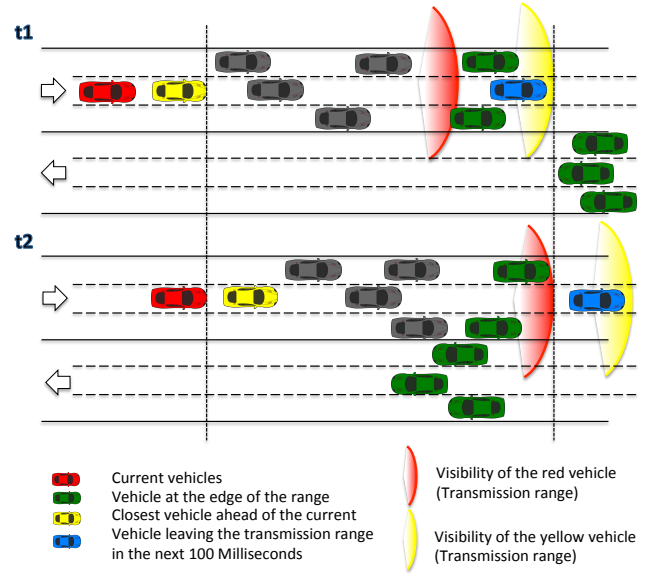 t1
t2
Current vehicles
Vehicle at the edge of the range
Closest vehicle ahead of the current
Vehicle leaving the transmission range
in the next 100 Milliseconds
Visibility of the red vehicle
(Transmission range)
Visibility of the yellow vehicle
(Transmission range)